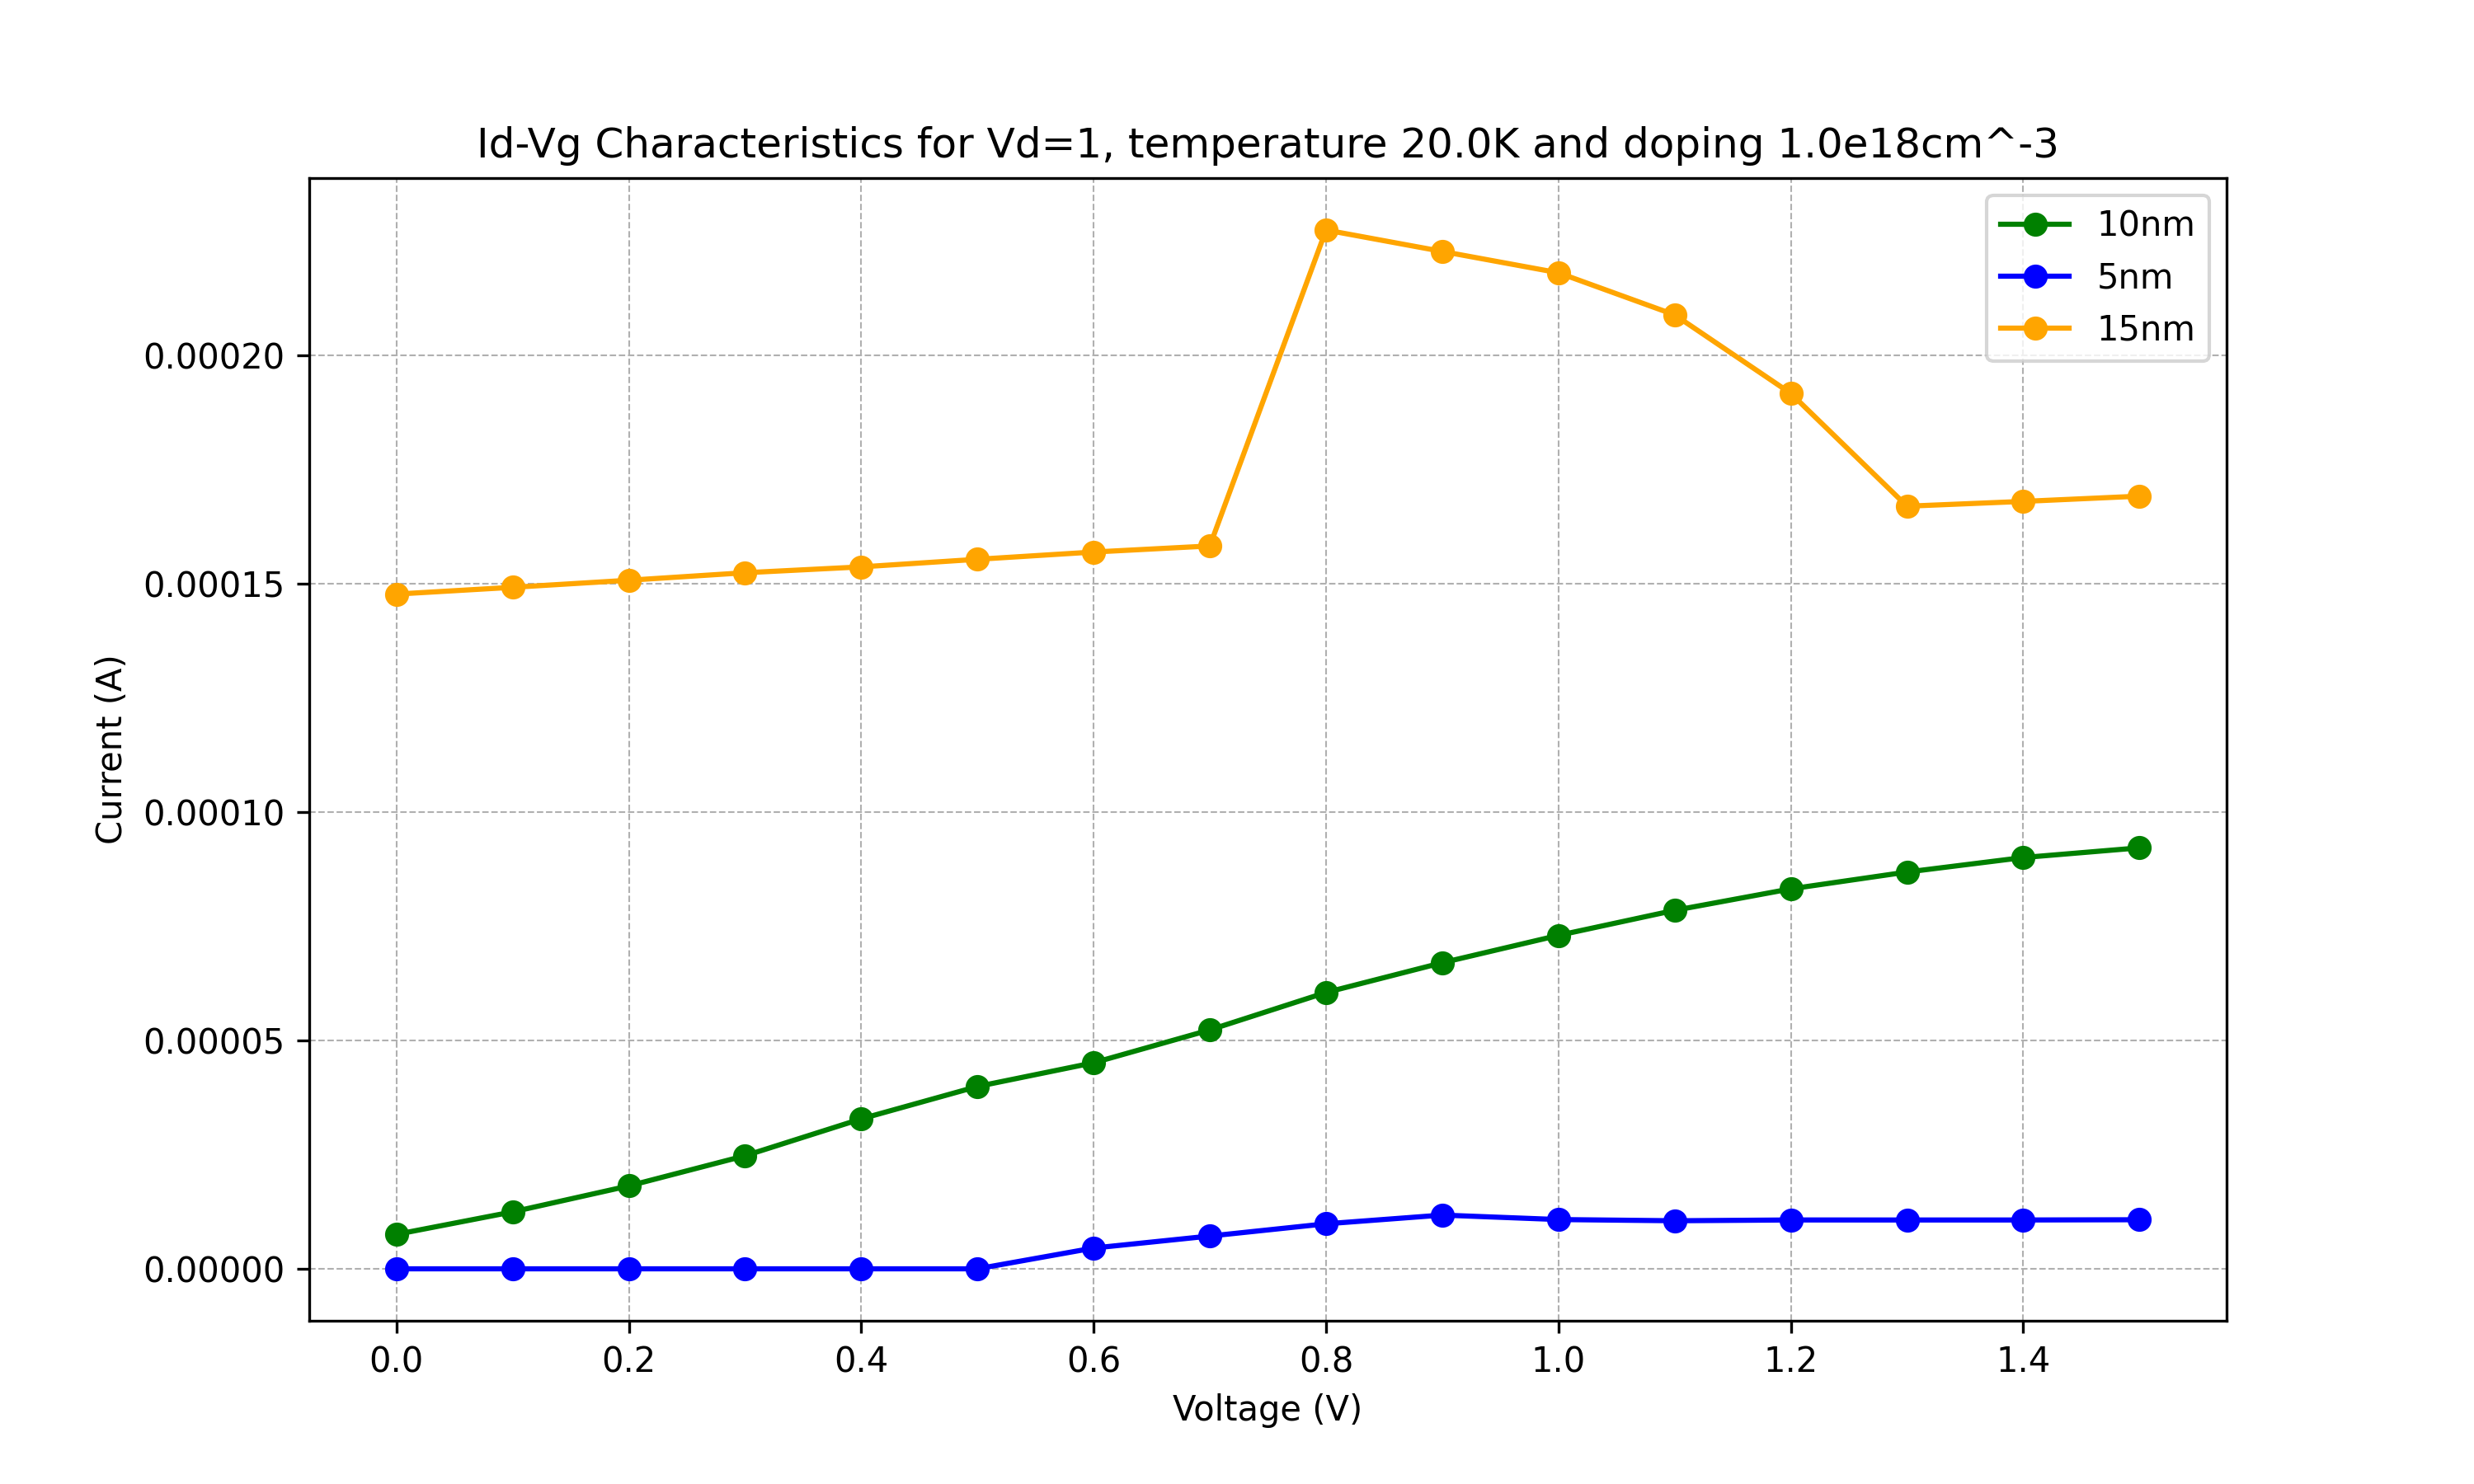 Id-Vg Characteristics for Vd=1, temperature 20.0K and doping 1.0e18cm^-3
10nm
5nm
15nm
0.00020
0.00015
0.00010
0.00005
0.00000
Current (A)
0.0 0.2 0.4 0.6 0.8 1.0 1.2 1.4
Voltage (V)